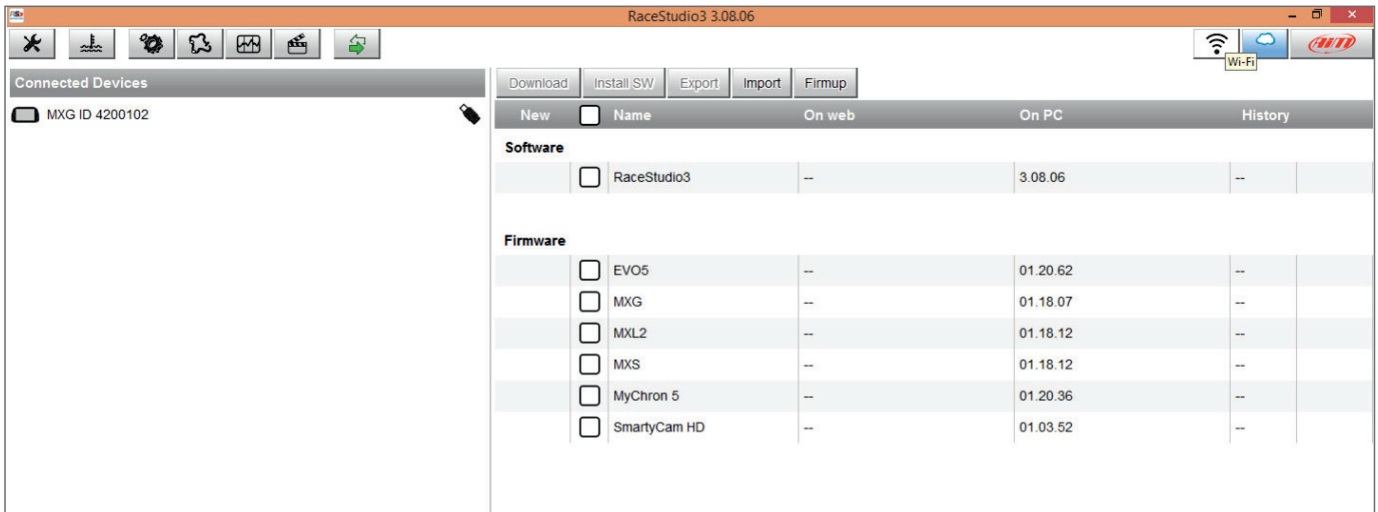 RS3 RaceStudio3 3.08.06
AiM
Wi-Fi
Connected Devices
MXG ID 4200102
Download Install SW Export Import Firmup
New Name On web On PC History
Software
RaceStudio3 -- 3.08.06 --
Firmware
EVO5 -- 01.20.62 --
MXG -- 01.18.07 --
MXL2 -- 01.18.12 --
MXS -- 01.18.12 --
MyChron 5 -- 01.20.36 --
SmartyCam HD -- 01.03.52 --